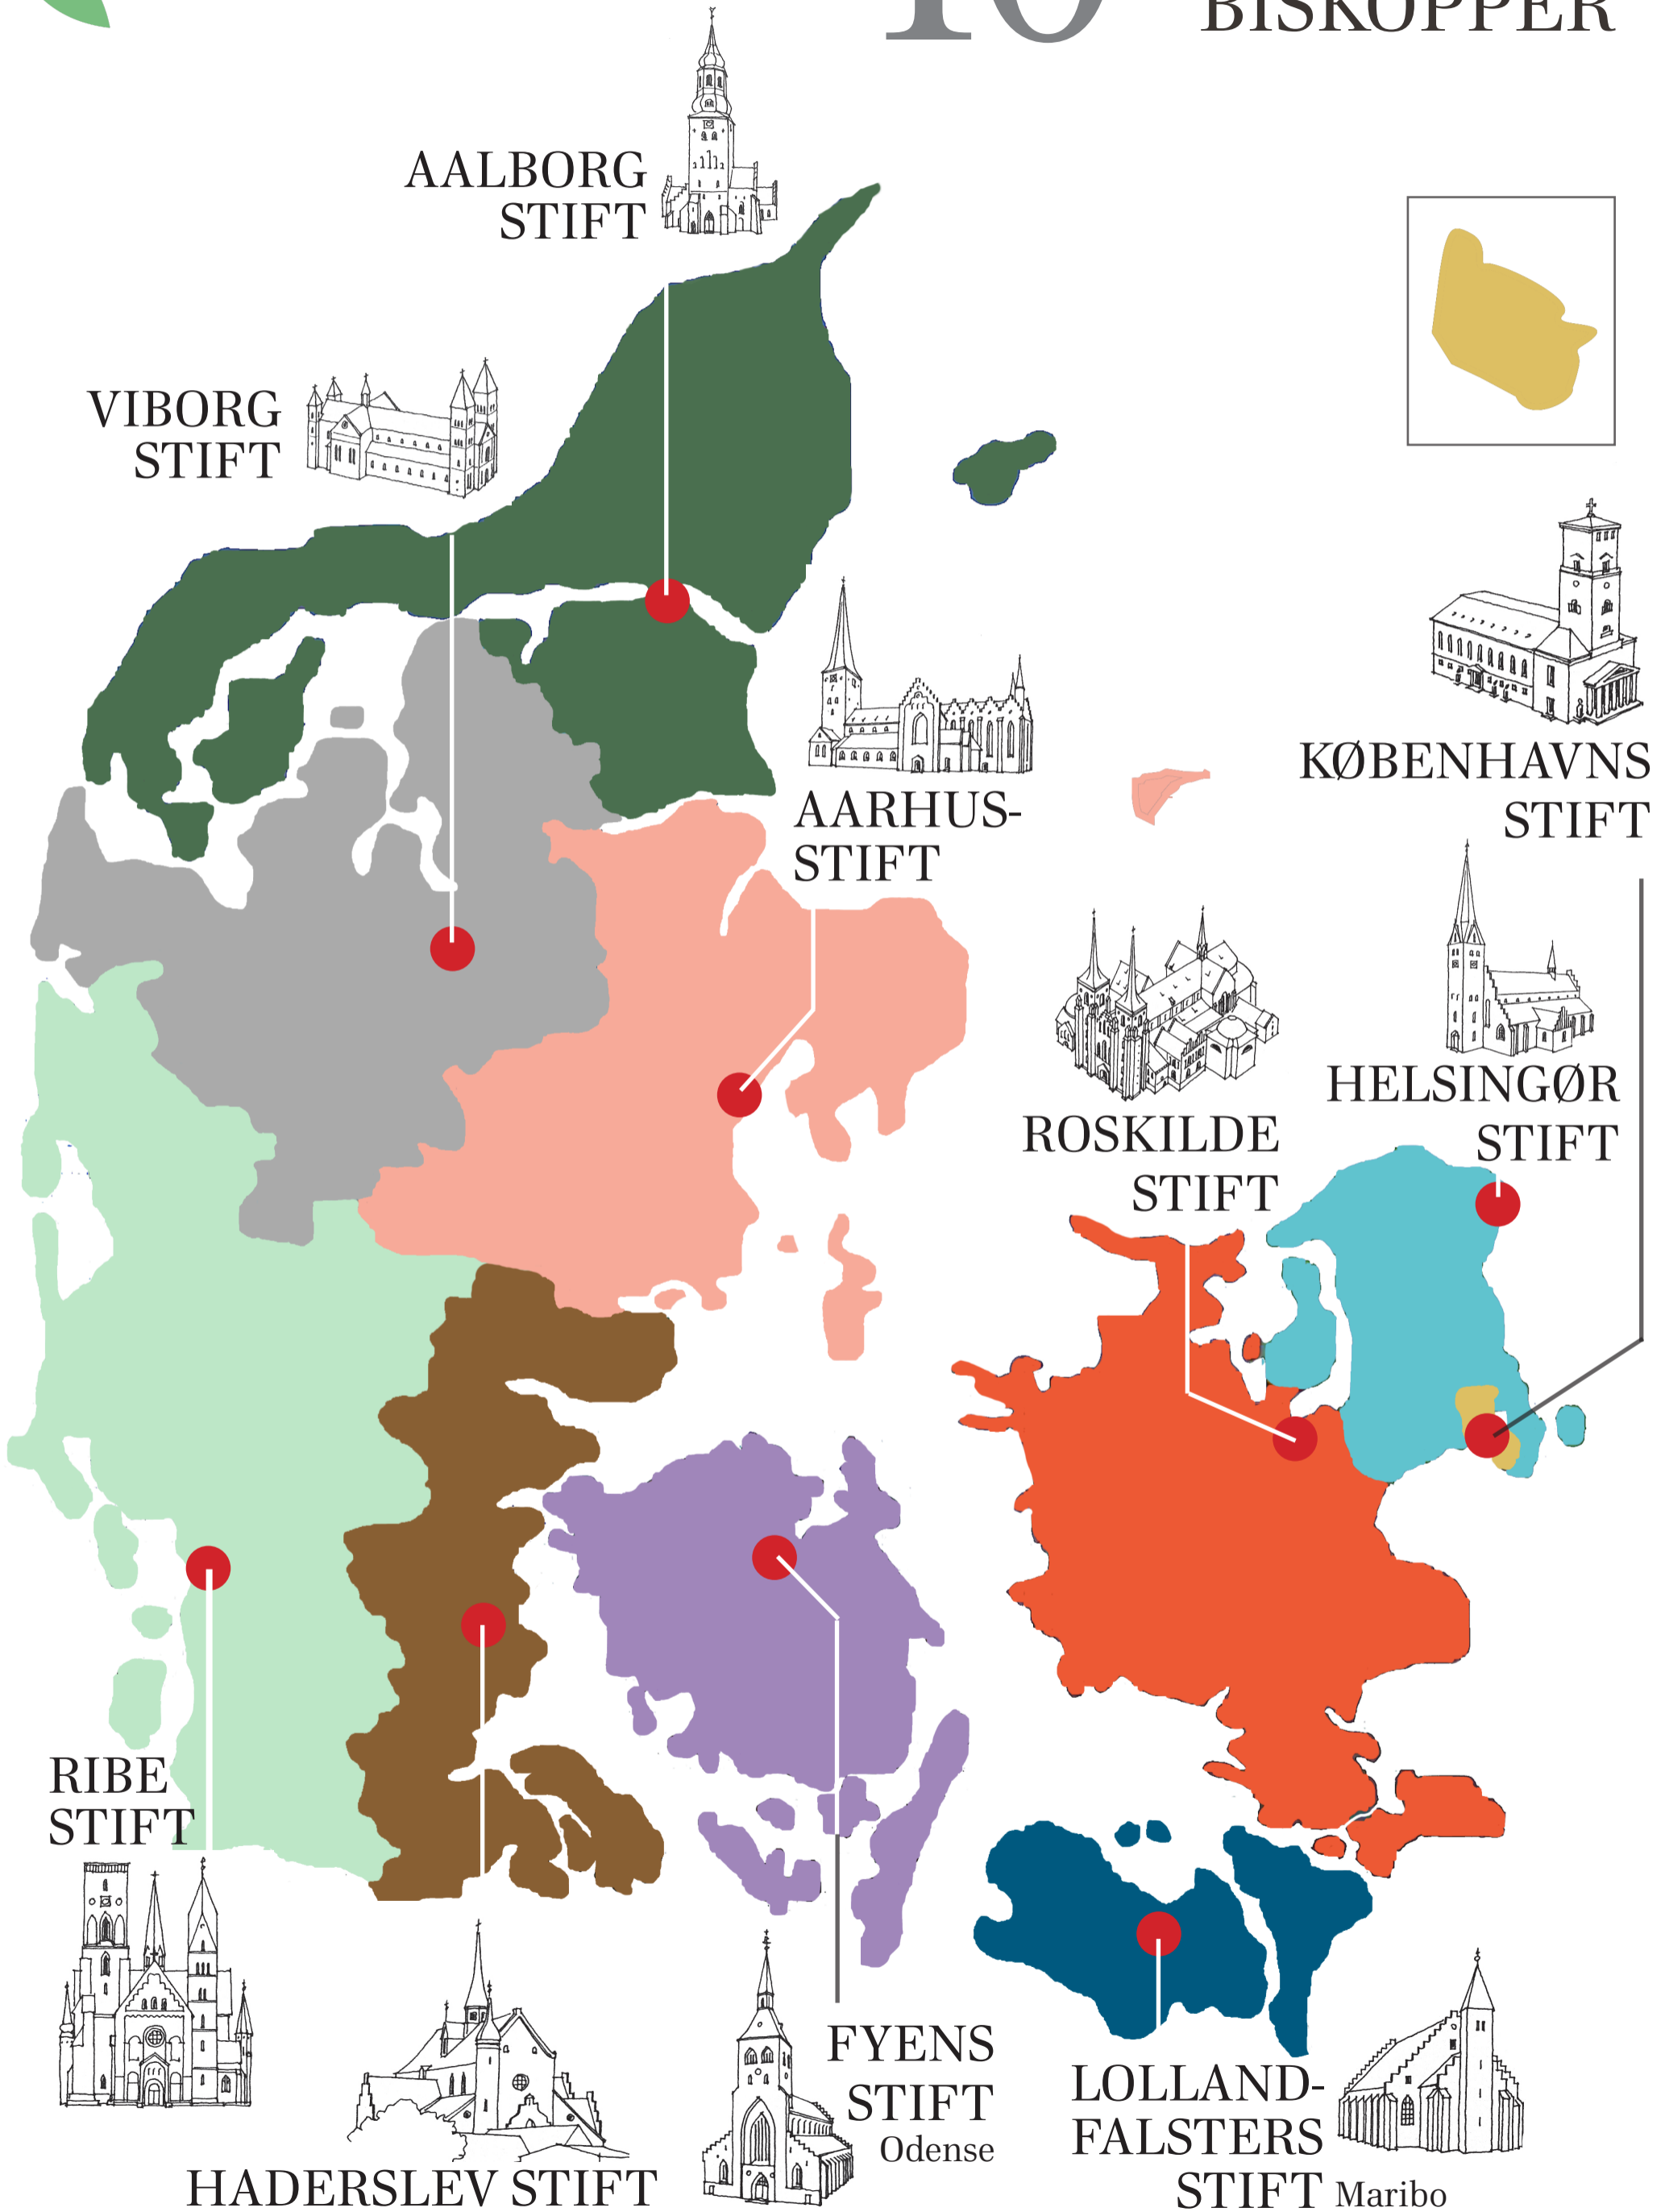 10 BISKOPPER
AALBORG
STIFT
VIBORG
STIFT
AARHUS-
STIFT
KØBENHAVNS
STIFT
ROSKILDE
STIFT
HELSINGØR
STIFT
RIBE
STIFT
HADERSLEV STIFT
FYENS
STIFT
Odense
LOLLAND-
FALSTERS
STIFT Maribo